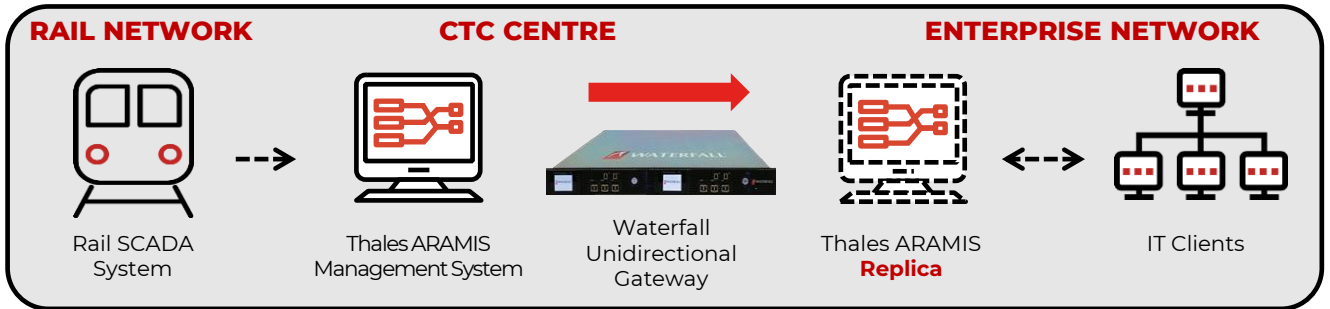 RAIL NETWORK
CTC CENTRE
ENTERPRISE NETWORK
WATERFALL
Rail SCADA
System
Thales ARAMIS
Management System
Waterfall
Unidirectional
Gateway
Thales ARAMIS
Replica
IT Clients